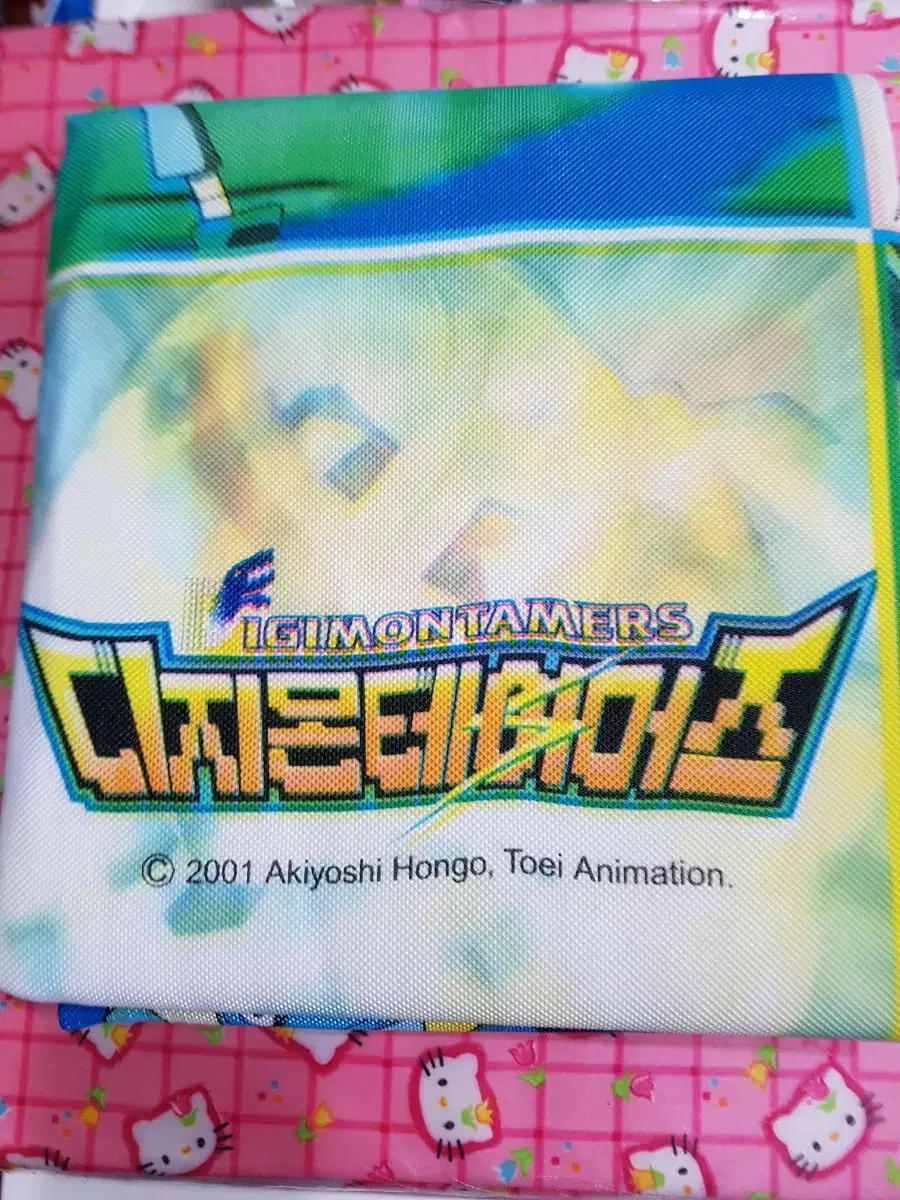 DIGIMONTAMERS
디지몬테이머즈
© 2001 Akiyoshi Hongo, Toei Animation.